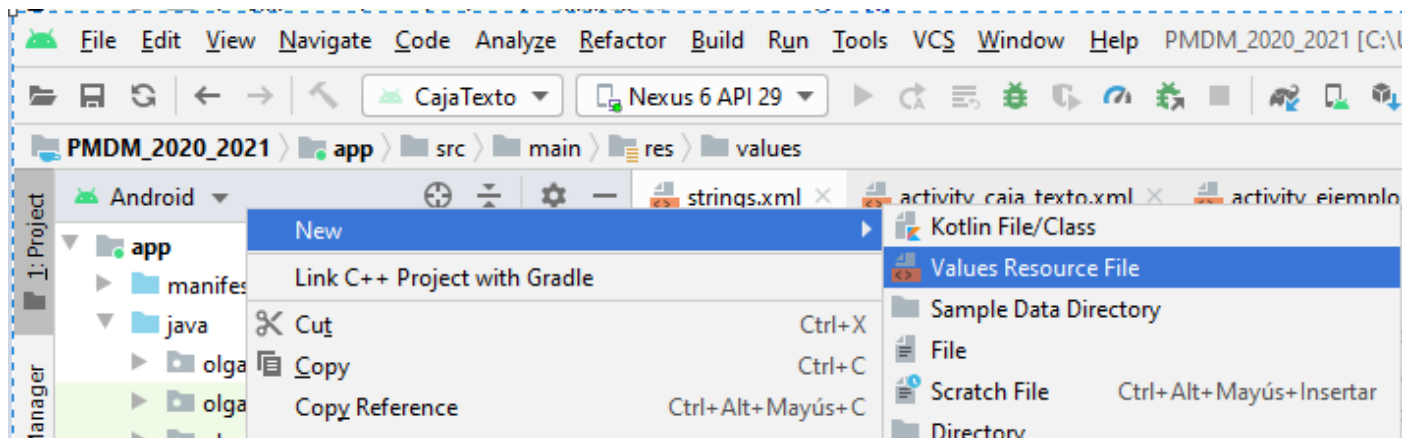 File Edit View Navigate Code Analyze Refactor Build Run Tools VCS Window Help PMDM_2020_2021 [C:\
CajaTexto Nexus 6 API 29
PMDM_2020_2021 app src main res values
1: Project
Android
strings.xml activity_caja_texto.xml activity_ejemplo
New
Kotlin File/Class
app
Values Resource File
manifes
Link C++ Project with Gradle
Sample Data Directory
java
Cut Ctrl+X
File
olga
Copy Ctrl+C
Scratch File Ctrl+Alt+Mayús+Insertar
Manager
olga
Copy Reference Ctrl+Alt+Mayús+C
Directory